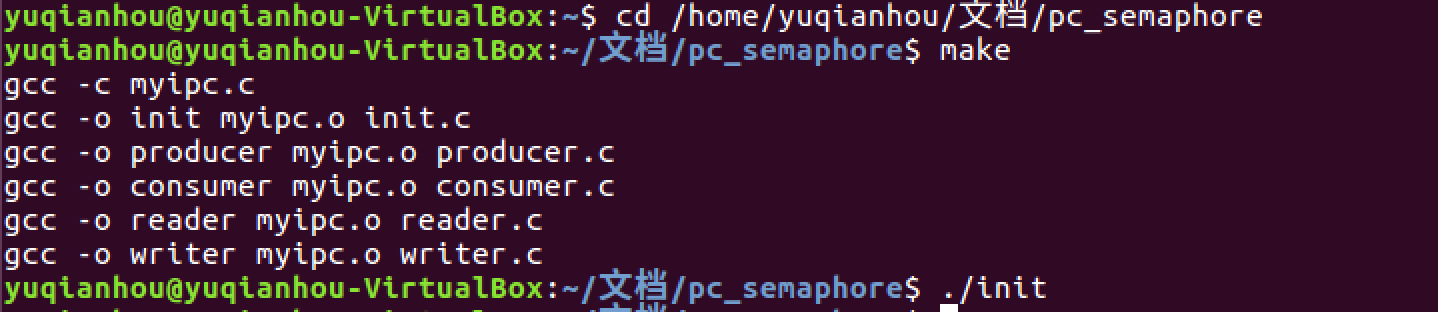 yuqianhou@yuqianhou-VirtualBox:~$ cd /home/yuqianhou/文档/pc_semaphore
yuqianhou@yuqianhou-VirtualBox:~/文档/pc_semaphore$ make
gcc -c myipc.c
gcc -o init myipc.o init.c
gcc -o producer myipc.o producer.c
gcc -o consumer myipc.o consumer.c
gcc -o reader myipc.o reader.c
gcc -o writer myipc.o writer.c
yuqianhou@yuqianhou-VirtualBox:~/文档/pc_semaphore$ ./init